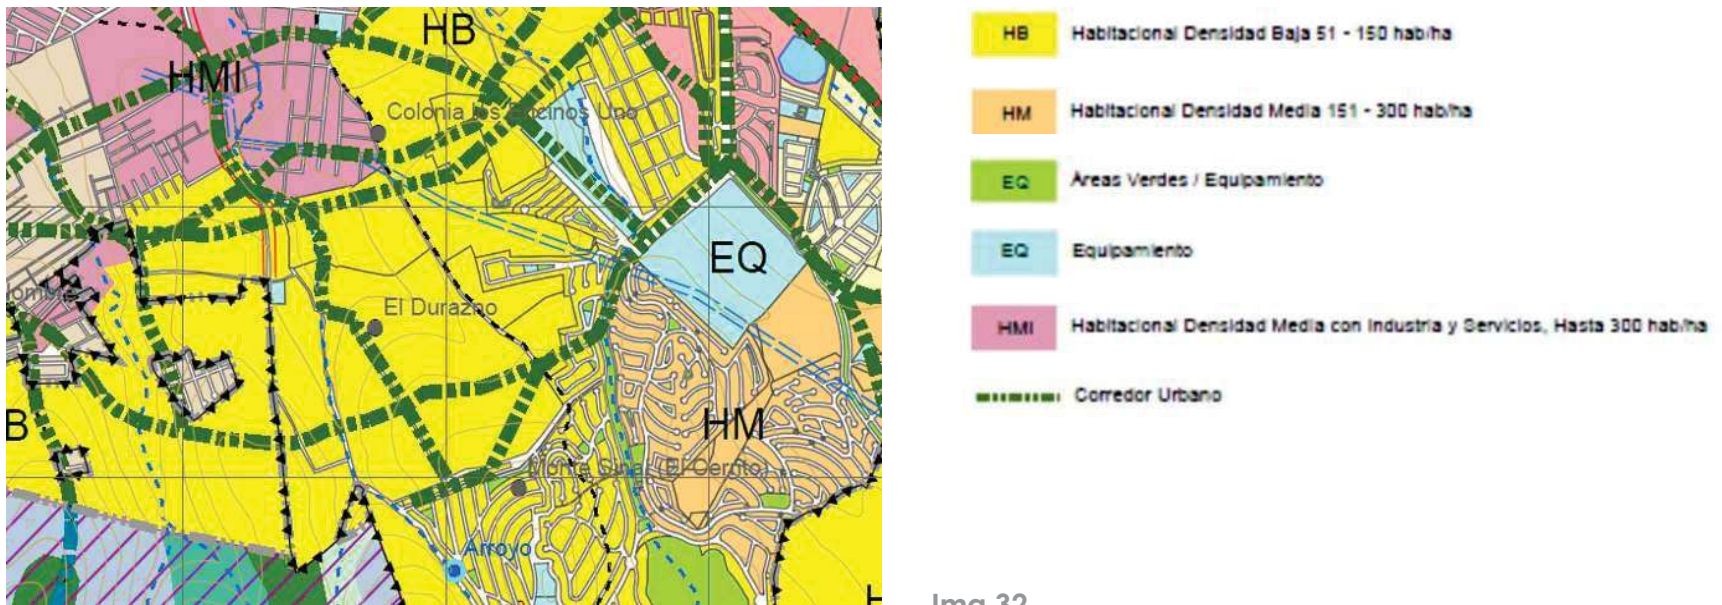 HB
HMI
Colonia los Encinos Uno
EQ
El Durazno
B
HM
Monte Sinai (El Cerrito)
Arroyo
HB Habitacional Densidad Baja 51 - 150 hab/ha
HM Habitacional Densidad Media 151 - 300 hab/ha
EQ Áreas Verdes / Equipamiento
EQ Equipamiento
HMI Habitacional Densidad Media con Industria y Servicios, Hasta 300 hab/ha
Corredor Urbano
Img 32